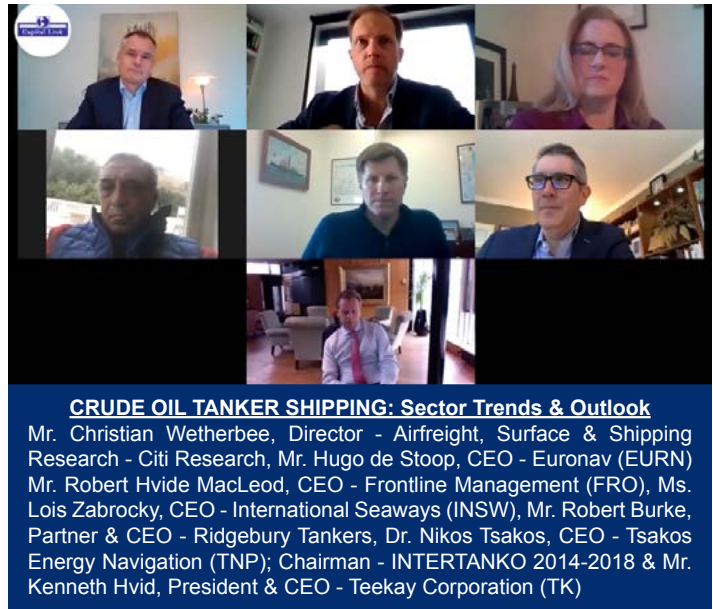 Capital Link
CRUDE OIL TANKER SHIPPING: Sector Trends & Outlook
Mr. Christian Wetherbee, Director - Airfreight, Surface & Shipping
Research - Citi Research, Mr. Hugo de Stoop, CEO - Euronav (EURN)
Mr. Robert Hvide MacLeod, CEO - Frontline Management (FRO), Ms.
Lois Zabrocky, CEO - International Seaways (INSW), Mr. Robert Burke,
Partner & CEO - Ridgebury Tankers, Dr. Nikos Tsakos, CEO - Tsakos
Energy Navigation (TNP); Chairman - INTERTANKO 2014-2018 & Mr.
Kenneth Hvid, President & CEO - Teekay Corporation (TK)